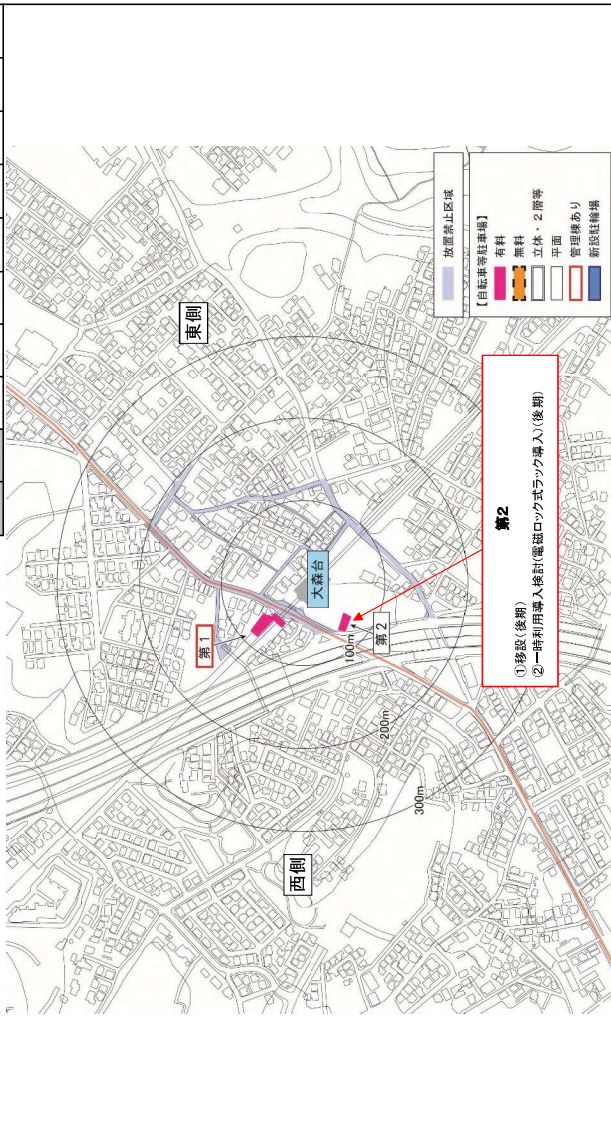 放置禁止区域
【自転車等駐車場】
有料
無料
立体・２層等
平面
管理棟あり
新設駐輪場
東側
西側
大森台
第１
第２
100m
200m
300m
第2
①移設(後期)
②一時利用導入検討(電磁ロック式ラック導入)(後期)